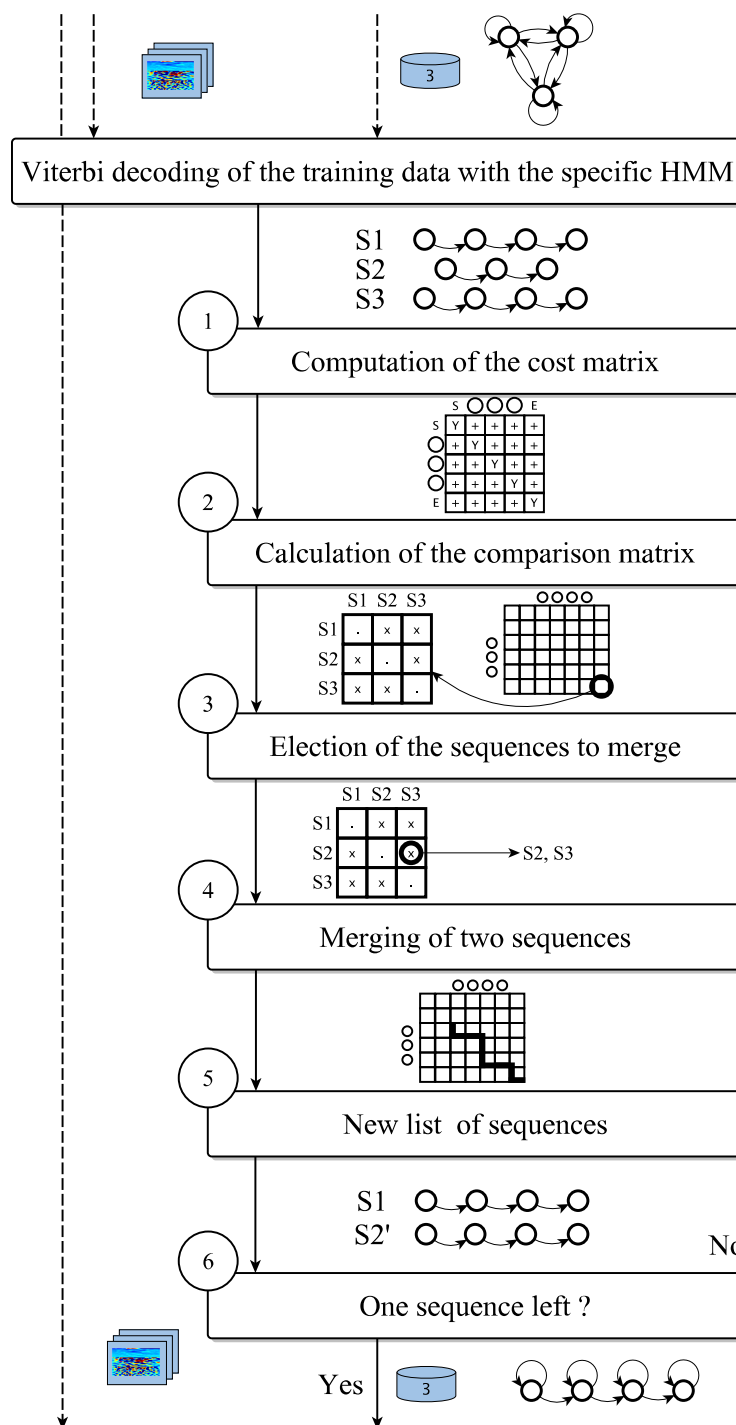 3
Viterbi decoding of the training data with the specific HMM
S1
S2
S3
1
Computation of the cost matrix
S E
S Y + + + +
+ Y + + +
+ + Y + +
+ + + Y +
E + + + + Y
2
Calculation of the comparison matrix
S1 S2 S3
S1 . x x
S2 x . x
S3 x x .
3
Election of the sequences to merge
S1 S2 S3
S1 . x x
S2 x . x S2, S3
S3 x x .
4
Merging of two sequences
5
New list of sequences
S1
S2'
No
6
One sequence left ?
Yes
3